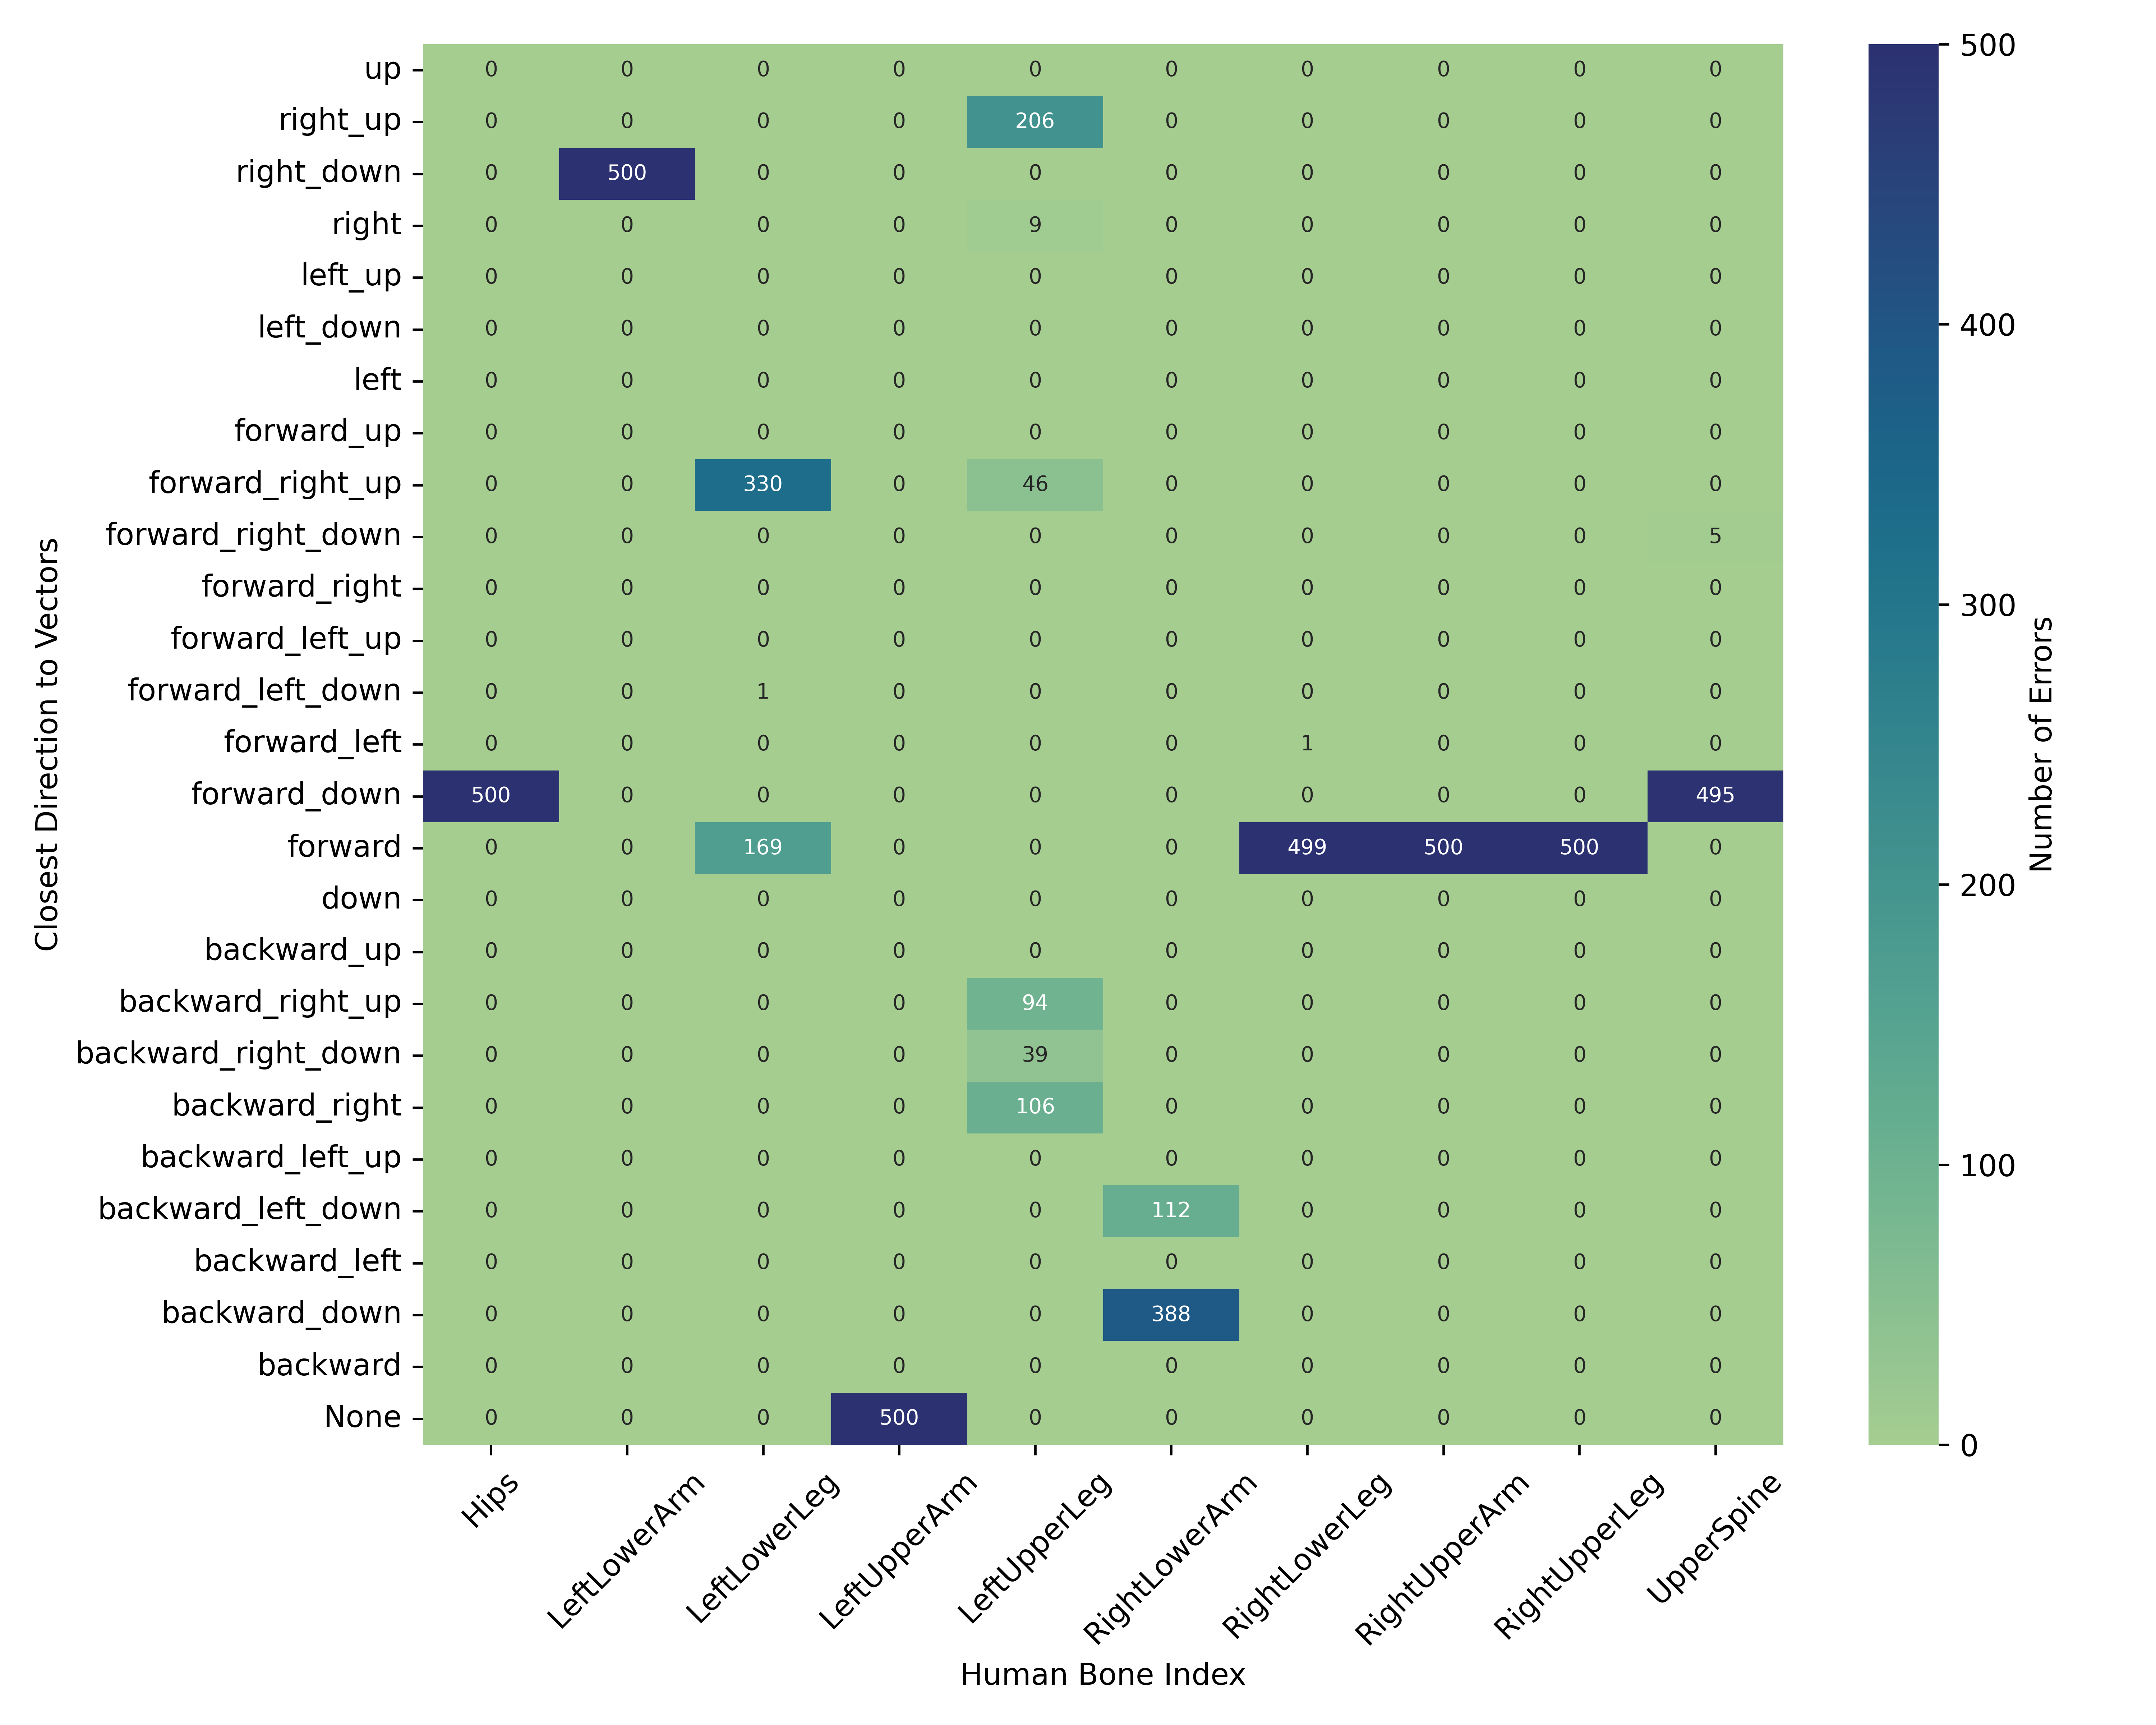 up 0 0 0 0 0 0 0 0 0 0
right_up 0 0 0 0 206 0 0 0 0 0
right_down 0 500 0 0 0 0 0 0 0 0
right 0 0 0 0 9 0 0 0 0 0
left_up 0 0 0 0 0 0 0 0 0 0
left_down 0 0 0 0 0 0 0 0 0 0
left 0 0 0 0 0 0 0 0 0 0
forward_up 0 0 0 0 0 0 0 0 0 0
forward_right_up 0 0 330 0 46 0 0 0 0 0
forward_right_down 0 0 0 0 0 0 0 0 0 5
forward_right 0 0 0 0 0 0 0 0 0 0
forward_left_up 0 0 0 0 0 0 0 0 0 0
forward_left_down 0 0 1 0 0 0 0 0 0 0
forward_left 0 0 0 0 0 0 1 0 0 0
forward_down 500 0 0 0 0 0 0 0 0 495
forward 0 0 169 0 0 0 499 500 500 0
down 0 0 0 0 0 0 0 0 0 0
backward_up 0 0 0 0 0 0 0 0 0 0
backward_right_up 0 0 0 0 94 0 0 0 0 0
backward_right_down 0 0 0 0 39 0 0 0 0 0
backward_right 0 0 0 0 106 0 0 0 0 0
backward_left_up 0 0 0 0 0 0 0 0 0 0
backward_left_down 0 0 0 0 0 112 0 0 0 0
backward_left 0 0 0 0 0 0 0 0 0 0
backward_down 0 0 0 0 0 388 0 0 0 0
backward 0 0 0 0 0 0 0 0 0 0
None 0 0 0 500 0 0 0 0 0 0
Hips LeftLowerArm LeftLowerLeg LeftUpperArm LeftUpperLeg RightLowerArm RightLowerLeg RightUpperArm RightUpperLeg UpperSpine
Human Bone Index
Closest Direction to Vectors
500
400
300
200
100
0
Number of Errors